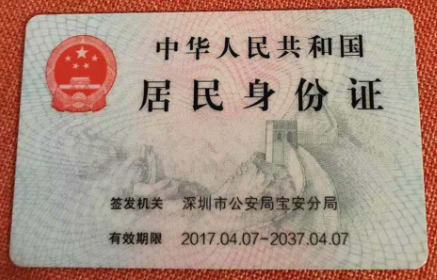 中华人民共和国
居民身份证
签发机关 深圳市公安局宝安分局
有效期限 2017.04.07-2037.04.07